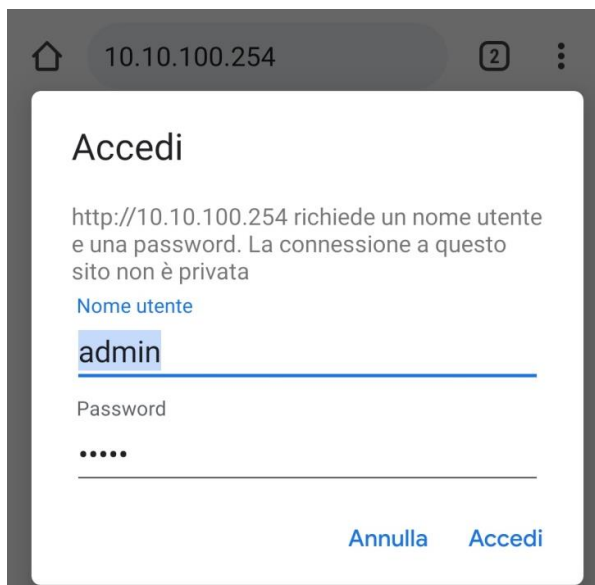 10.10.100.254
2
Accedi
http://10.10.100.254 richiede un nome utente
e una password. La connessione a questo
sito non è privata
Nome utente
admin
Password
•••••
Annulla
Accedi